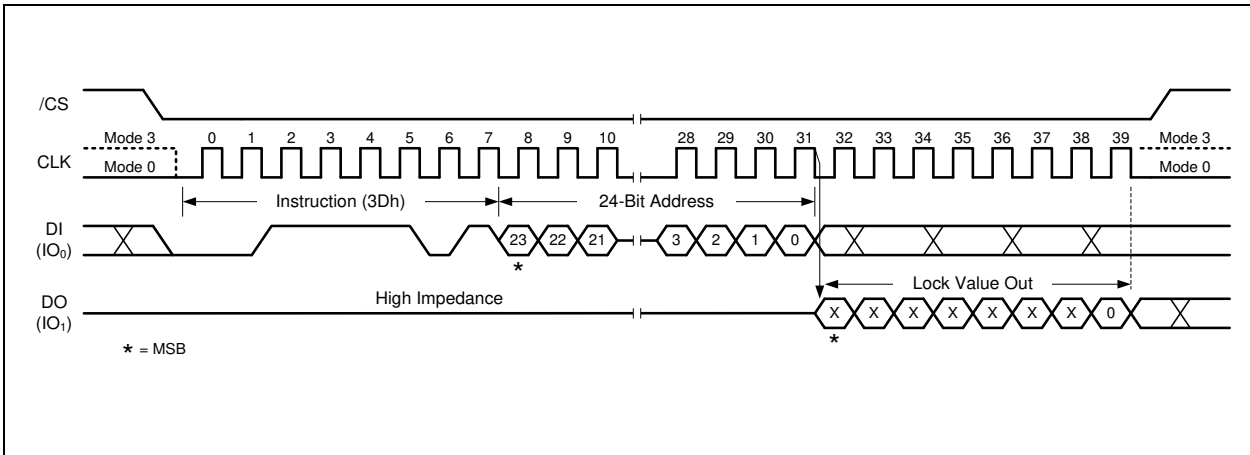 /CS
Mode 3 0 1 2 3 4 5 6 7 8 9 10 28 29 30 31 32 33 34 35 36 37 38 39 Mode 3
CLK
Mode 0 Mode 0
Instruction (3Dh) 24-Bit Address
DI
(IO₀)
23 22 21 3 2 1 0
*
Lock Value Out
High Impedance
DO
(IO₁)
X X X X X X X 0
*
* = MSB